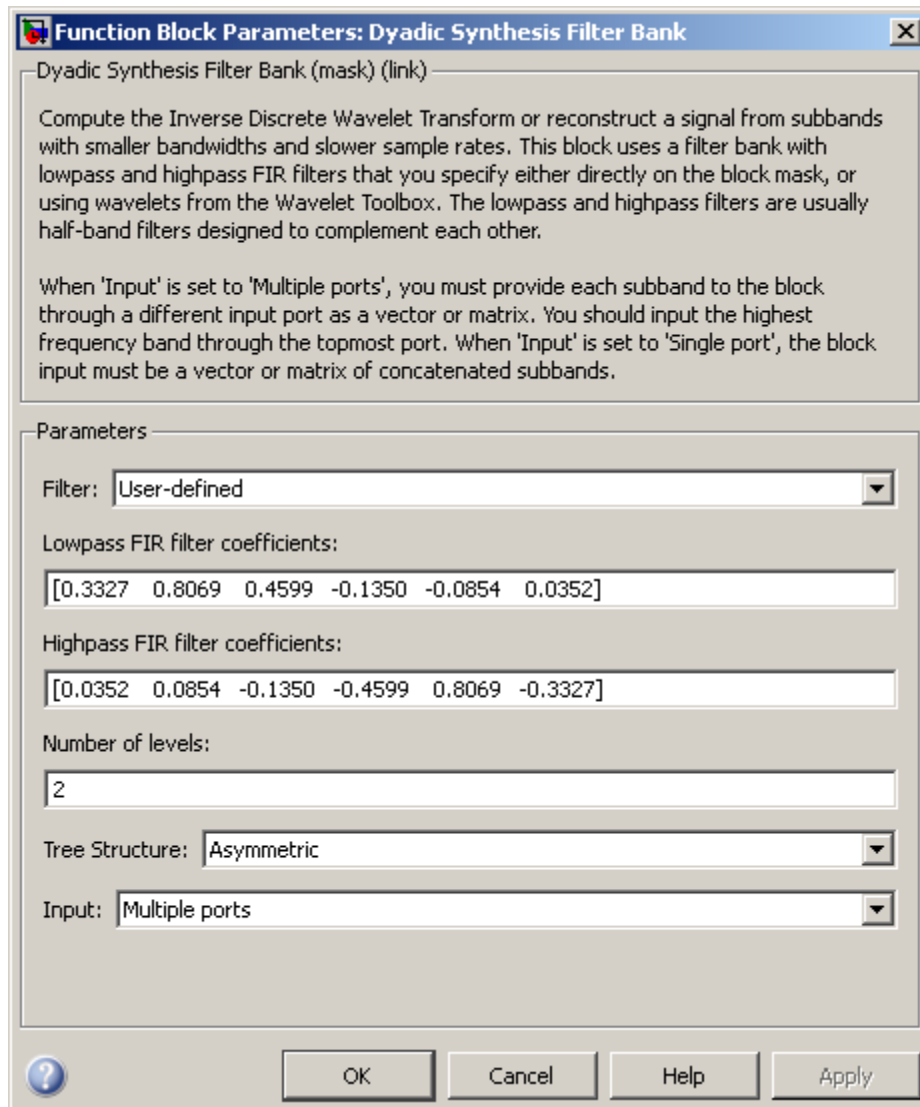 Function Block Parameters: Dyadic Synthesis Filter Bank
Dyadic Synthesis Filter Bank (mask) (link)
Compute the Inverse Discrete Wavelet Transform or reconstruct a signal from subbands
with smaller bandwidths and slower sample rates. This block uses a filter bank with
lowpass and highpass FIR filters that you specify either directly on the block mask, or
using wavelets from the Wavelet Toolbox. The lowpass and highpass filters are usually
half-band filters designed to complement each other.
When 'Input' is set to 'Multiple ports', you must provide each subband to the block
through a different input port as a vector or matrix. You should input the highest
frequency band through the topmost port. When 'Input' is set to 'Single port', the block
input must be a vector or matrix of concatenated subbands.
Parameters
Filter: User-defined
Lowpass FIR filter coefficients:
[0.3327 0.8069 0.4599 -0.1350 -0.0854 0.0352]
Highpass FIR filter coefficients:
[0.0352 0.0854 -0.1350 -0.4599 0.8069 -0.3327]
Number of levels:
2
Tree Structure: Asymmetric
Input: Multiple ports
? OK Cancel Help Apply